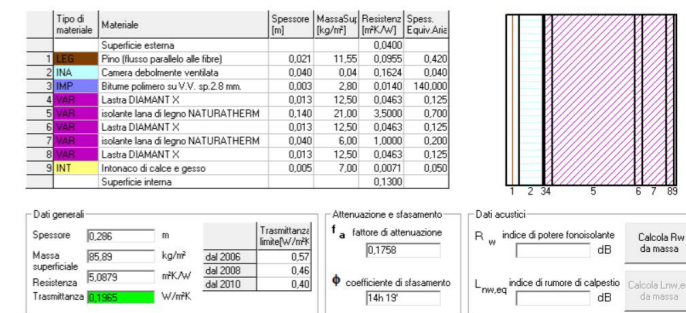 Tipo di materiale Materiale Spessore [m] MassaSup [kg/m²] Resistenz [m²K/W] Spess. Equiv.Aria
Superficie esterna 0,0400
1 LEG Pino (flusso parallelo alle fibre) 0,021 11,55 0,0955 0,420
2 INA Camera debolmente ventilata 0,040 0,04 0,1624 0,040
3 IMP Bitume polimero su V.V. sp.2.8 mm. 0,003 2,80 0,0140 140,000
4 VAR Lastra DIAMANT X 0,013 12,50 0,0463 0,125
5 VAR isolante lana di legno NATURATHERM 0,140 21,00 3,5000 0,700
6 VAR Lastra DIAMANT X 0,013 12,50 0,0463 0,125
7 VAR isolante lana di legno NATURATHERM 0,040 6,00 1,0000 0,200
8 VAR Lastra DIAMANT X 0,013 12,50 0,0463 0,125
9 INT Intonaco di calce e gesso 0,005 7,00 0,0071 0,050
Superficie interna 0,1300
1 2 34 5 6 7 89
Dati generali
Spessore 0,286 m
Massa superficiale 85,89 kg/m²
Resistenza 5,0879 m²K/W
Trasmittanza 0,1965 W/m²K
Trasmittanza limite[W/m²K
dal 2006 0,57
dal 2008 0,46
dal 2010 0,40
Attenuazione e sfasamento
fa fattore di attenuazione
0,1758
ϕ coefficiente di sfasamento
14h 19'
Dati acustici
Rw indice di potere fonoisolante
dB
Calcola Rw da massa
Lnw,eq indice di rumore di calpestio
dB
Calcola Lnw,eq da massa